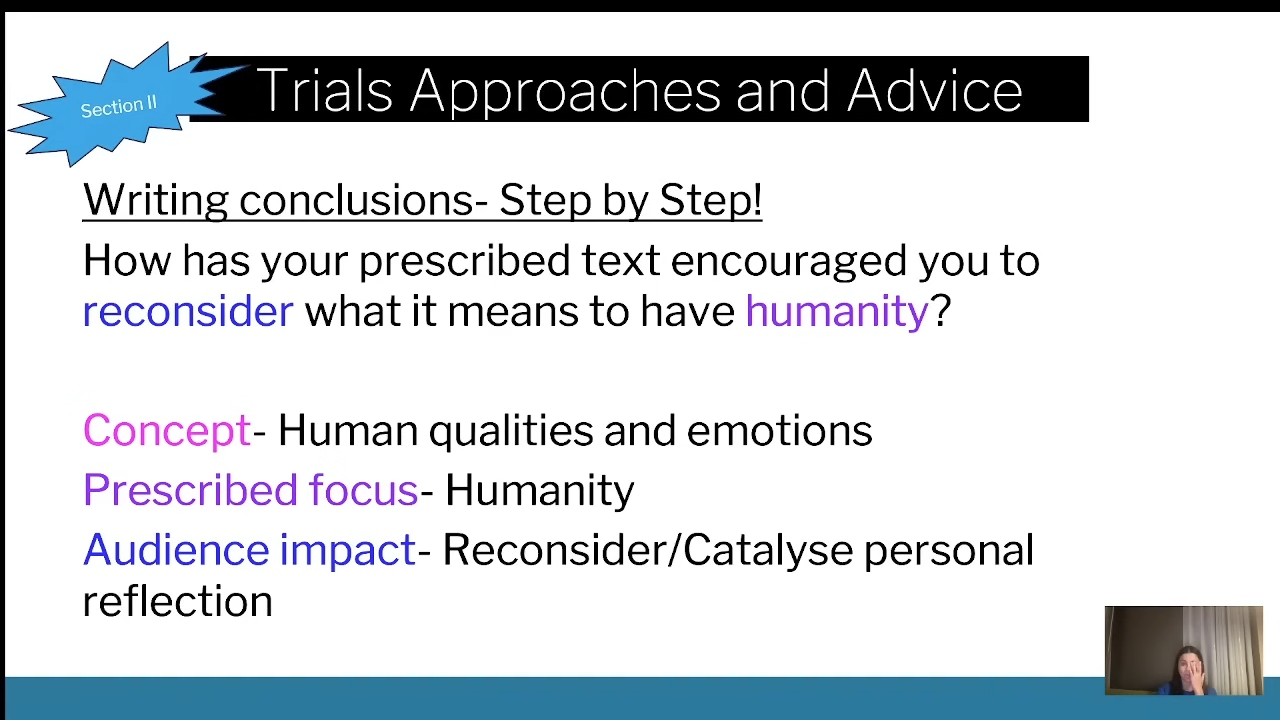 Section II
Trials Approaches and Advice
Writing conclusions- Step by Step!
How has your prescribed text encouraged you to
reconsider what it means to have humanity?
Concept- Human qualities and emotions
Prescribed focus- Humanity
Audience impact- Reconsider/Catalyse personal
reflection